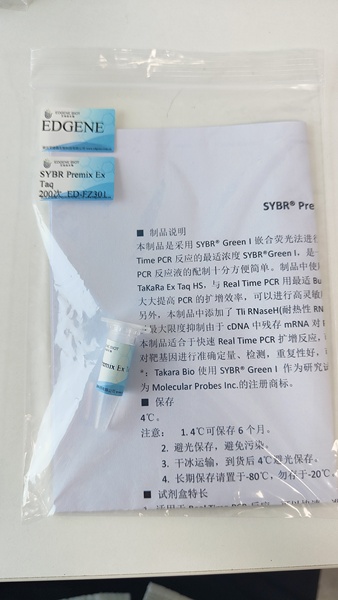 EDGENE
SYBR Premix Ex
Taq
200次 ED-FZ301
SYBR® Pre
■ 制品说明
本制品是采用 SYBR® Green I 嵌合荧光法进行
Time PCR 反应的最适浓度 SYBR®Green I，是一
PCR 反应液的配制十分方便简单。制品中使
TaKaRa Ex Taq HS，与 Real Time PCR 用最适 Bu
大大提高 PCR 的扩增效率，可以进行高灵敏
另外，本制品中添加了 Tli RNaseH(耐热性 RN
最大限度抑制由于 cDNA 中残存 mRNA 对
本制品适合于快速 Real Time PCR 扩增反应，
对靶基因进行准确定量、检测，重复性好，
*：Takara Bio 使用 SYBR® Green I 作为研究试
为 Molecular Probes Inc.的注册商标。
■ 保存
4℃。
注意： 1. 4℃可保存 6 个月。
2. 避光保存，避免污染。
3. 干冰运输，到货后 4℃避光保存。
4. 长期保存请置于-80℃，勿存于-20℃
■ 试剂盒特长
mix Ex Ta